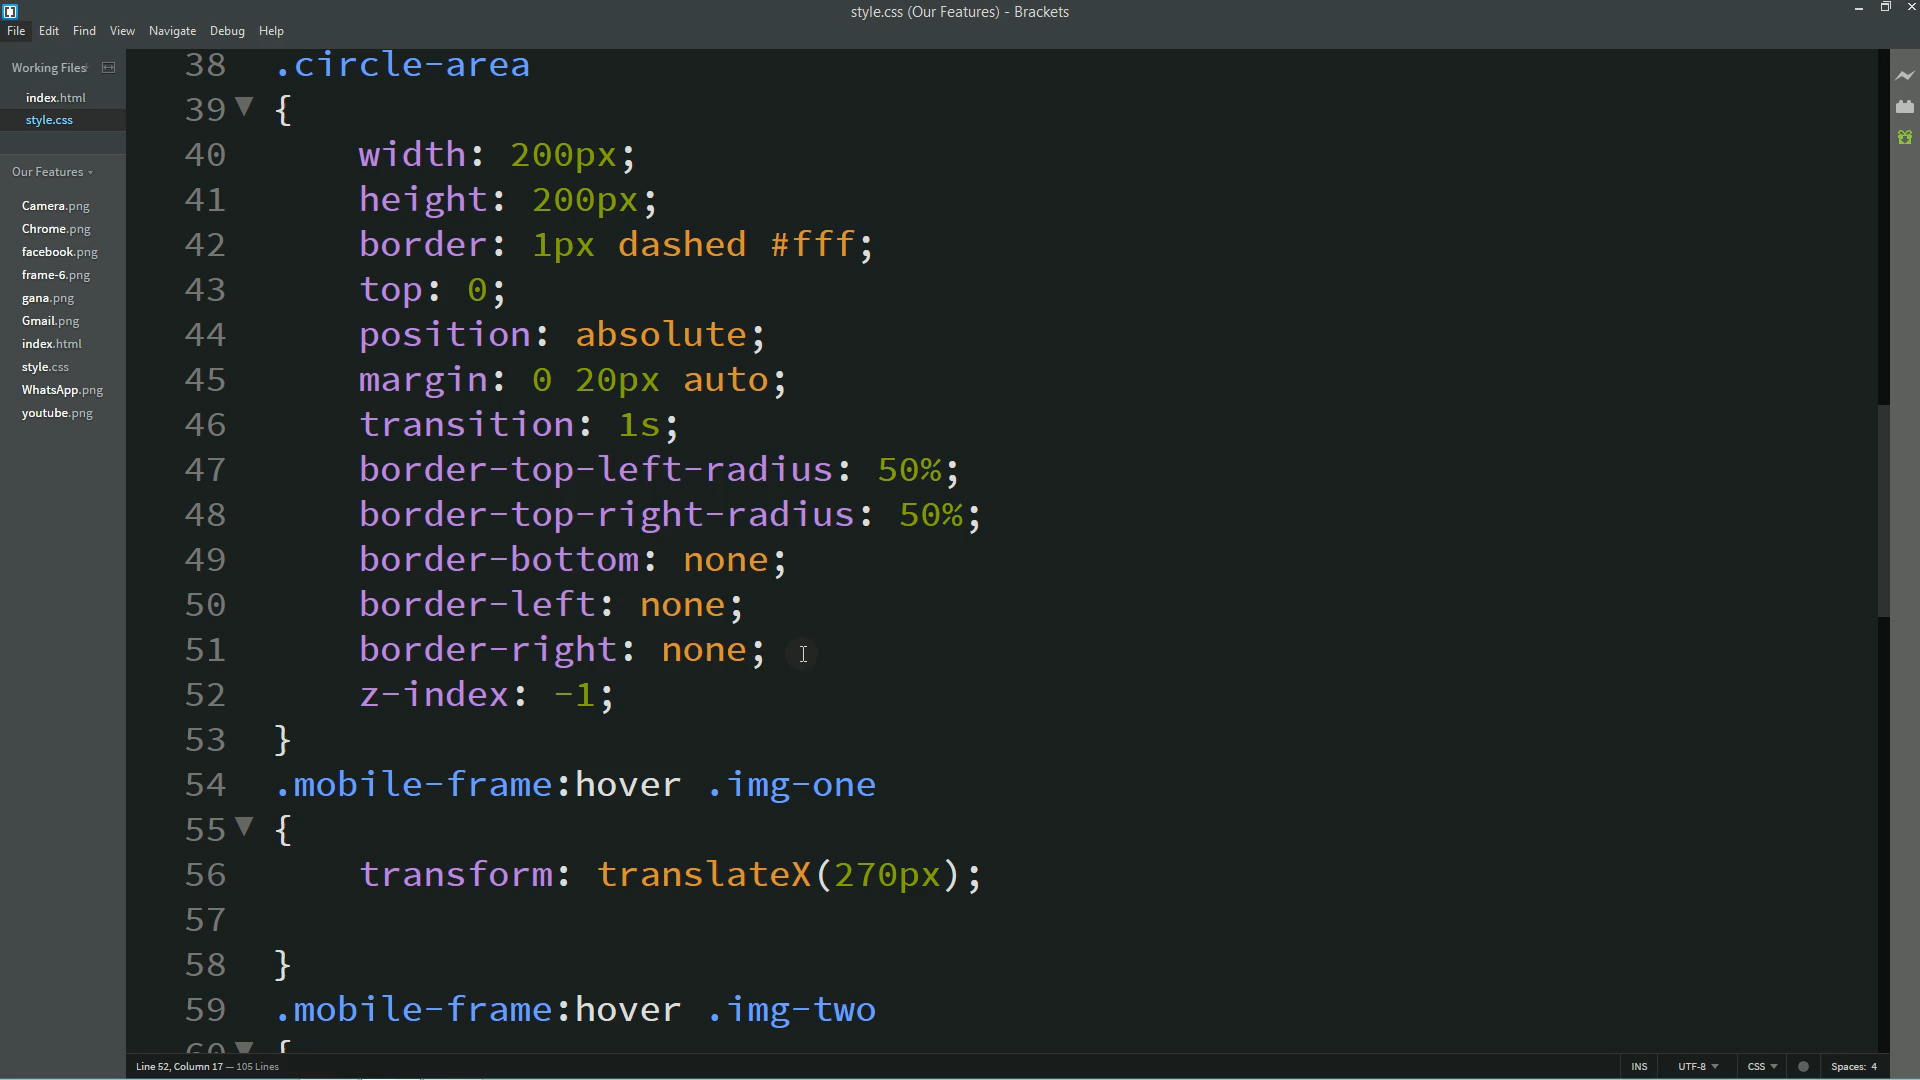 style.css (Our Features) - Brackets
File Edit Find View Navigate Debug Help
Working Files
index.html
style.css
Our Features
Camera.png
Chrome.png
facebook.png
frame-6.png
gana.png
Gmail.png
index.html
style.css
WhatsApp.png
youtube.png
38 .circle-area
39 {
40 width: 200px;
41 height: 200px;
42 border: 1px dashed #fff;
43 top: 0;
44 position: absolute;
45 margin: 0 20px auto;
46 transition: 1s;
47 border-top-left-radius: 50%;
48 border-top-right-radius: 50%;
49 border-bottom: none;
50 border-left: none;
51 border-right: none;
52 z-index: -1;
53 }
54 .mobile-frame:hover .img-one
55 {
56 transform: translateX(270px);
57
58 }
59 .mobile-frame:hover .img-two
60 {
Line 52, Column 17 — 105 Lines
INS UTF-8 CSS Spaces: 4